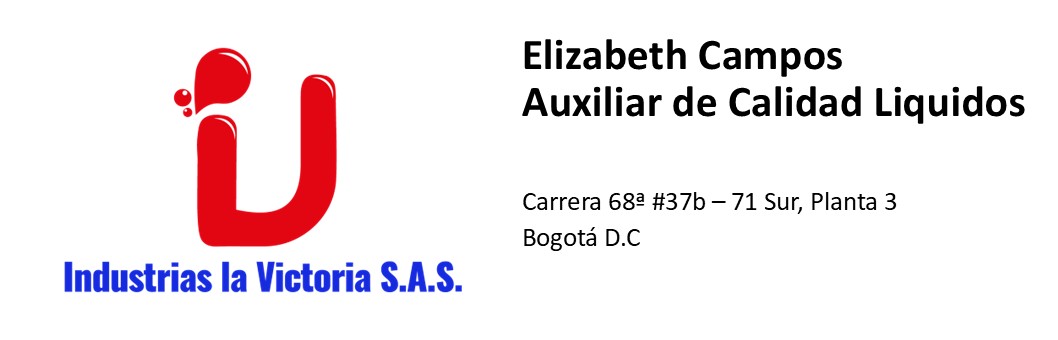 Industrias la Victoria S.A.S.
Elizabeth Campos
Auxiliar de Calidad Liquidos
Carrera 68ª #37b – 71 Sur, Planta 3
Bogotá D.C